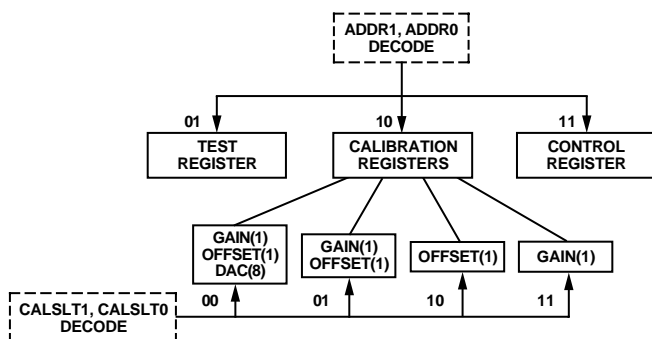 ADDR1, ADDR0
DECODE
01
10
11
TEST
REGISTER
CALIBRATION
REGISTERS
CONTROL
REGISTER
GAIN(1)
OFFSET(1)
DAC(8)
GAIN(1)
OFFSET(1)
OFFSET(1)
GAIN(1)
00
01
10
11
CALSLT1, CALSLT0
DECODE